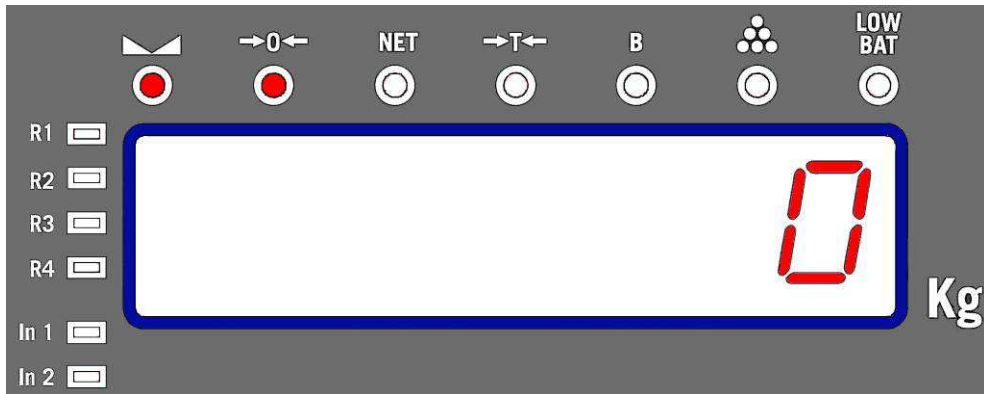 →0← NET →T← B LOW BAT
R1
R2
R3
R4
0
Kg
In 1
In 2